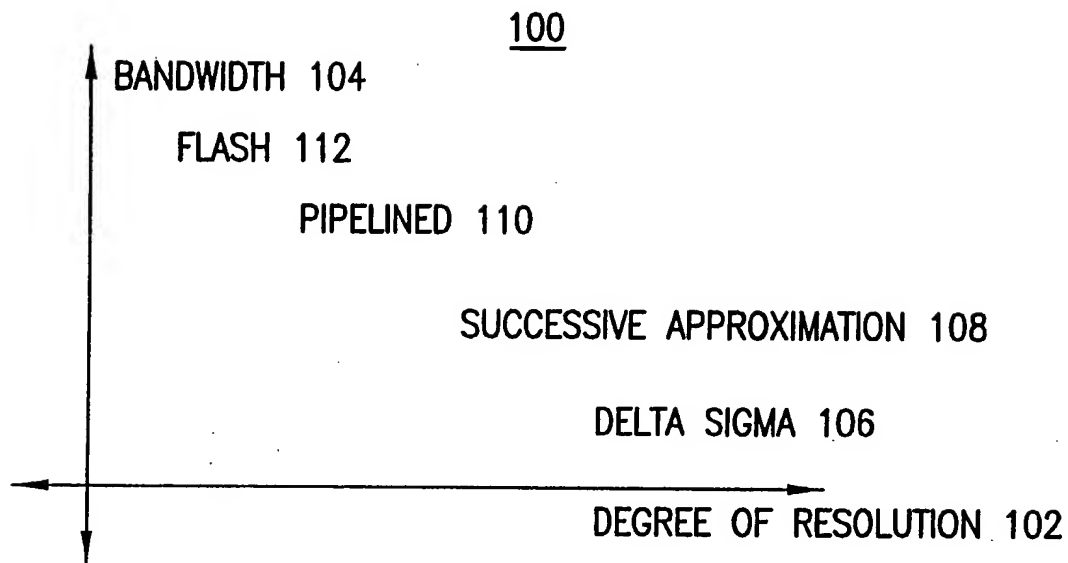 100
BANDWIDTH 104
FLASH 112
PIPELINED 110
SUCCESSIVE APPROXIMATION 108
DELTA SIGMA 106
DEGREE OF RESOLUTION 102